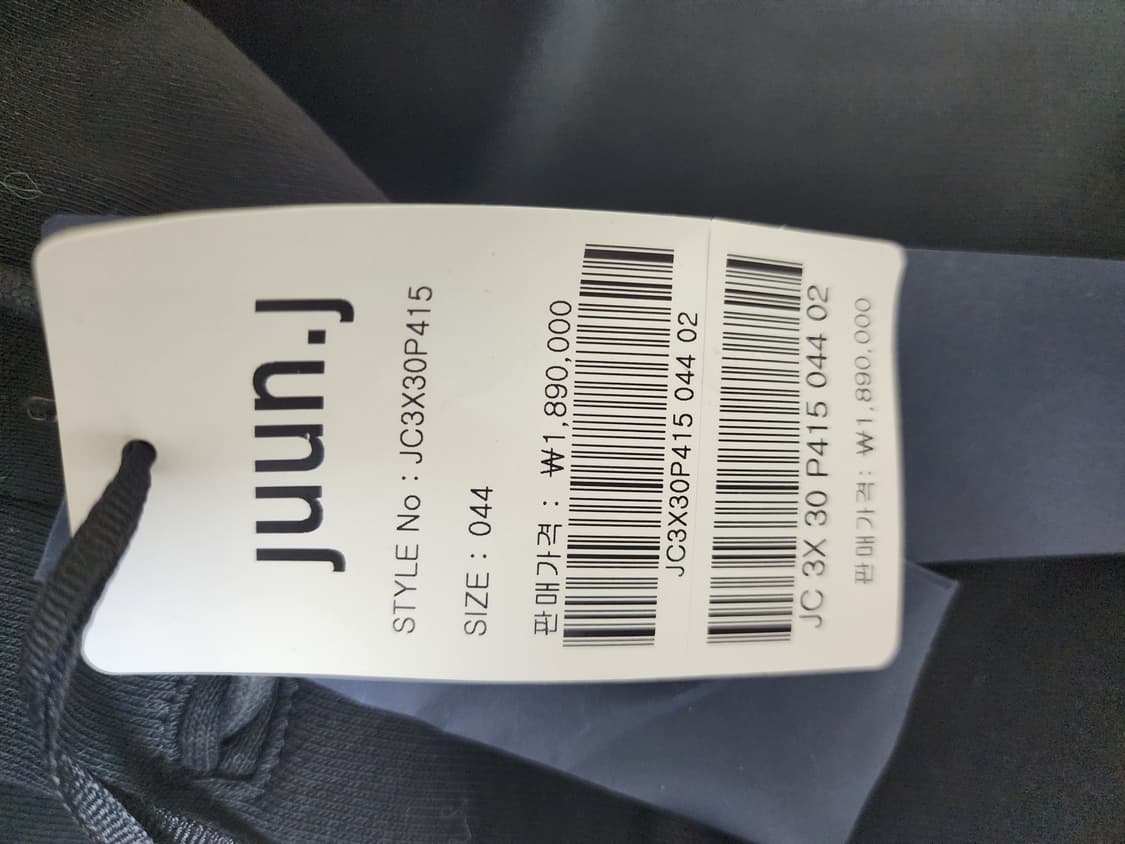 juun.J
STYLE No : JC3X30P415
SIZE : 044
판매가격 : ₩1,890,000
JC3X30P415 044 02
JC 3X 30 P415 044 02
판매가격 : ₩1,890,000